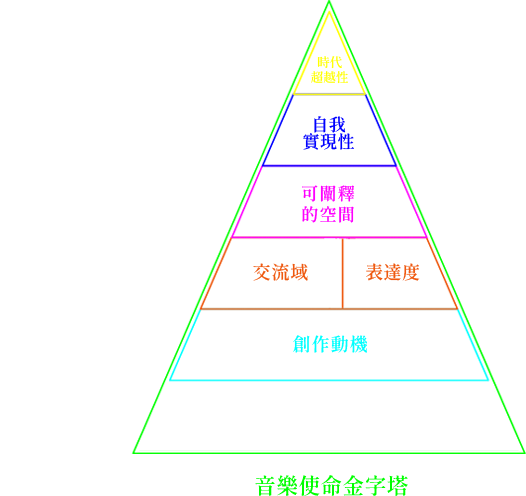 時代
超越性
自我
實現性
可闡釋
的空間
交流域 表達度
創作動機
音樂使命金字塔